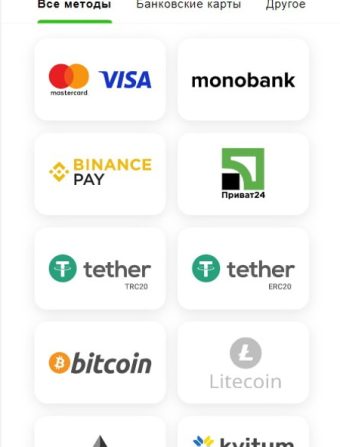 Все методы Банковские карты Другое
mastercard VISA monobank
BINANCE PAY Приват24
tether TRC20 tether ERC20
bitcoin Litecoin
kvitum